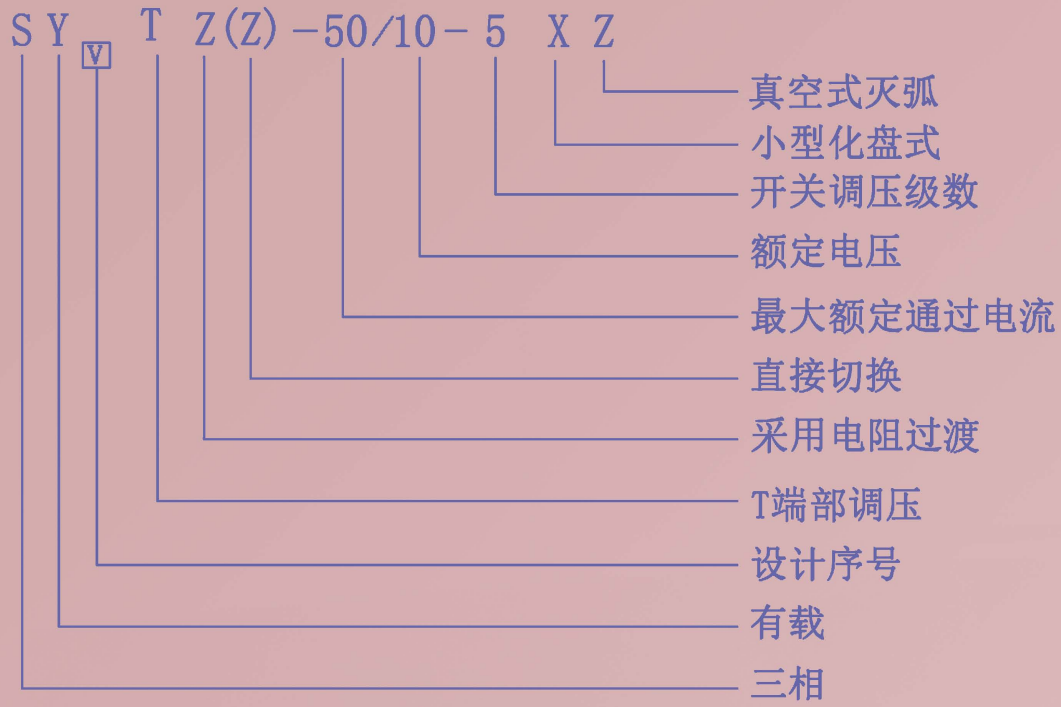 SY V T Z(Z)-50/10-5 X Z
真空式灭弧
小型化盘式
开关调压级数
额定电压
最大额定通过电流
直接切换
采用电阻过渡
T端部调压
设计序号
有载
三相